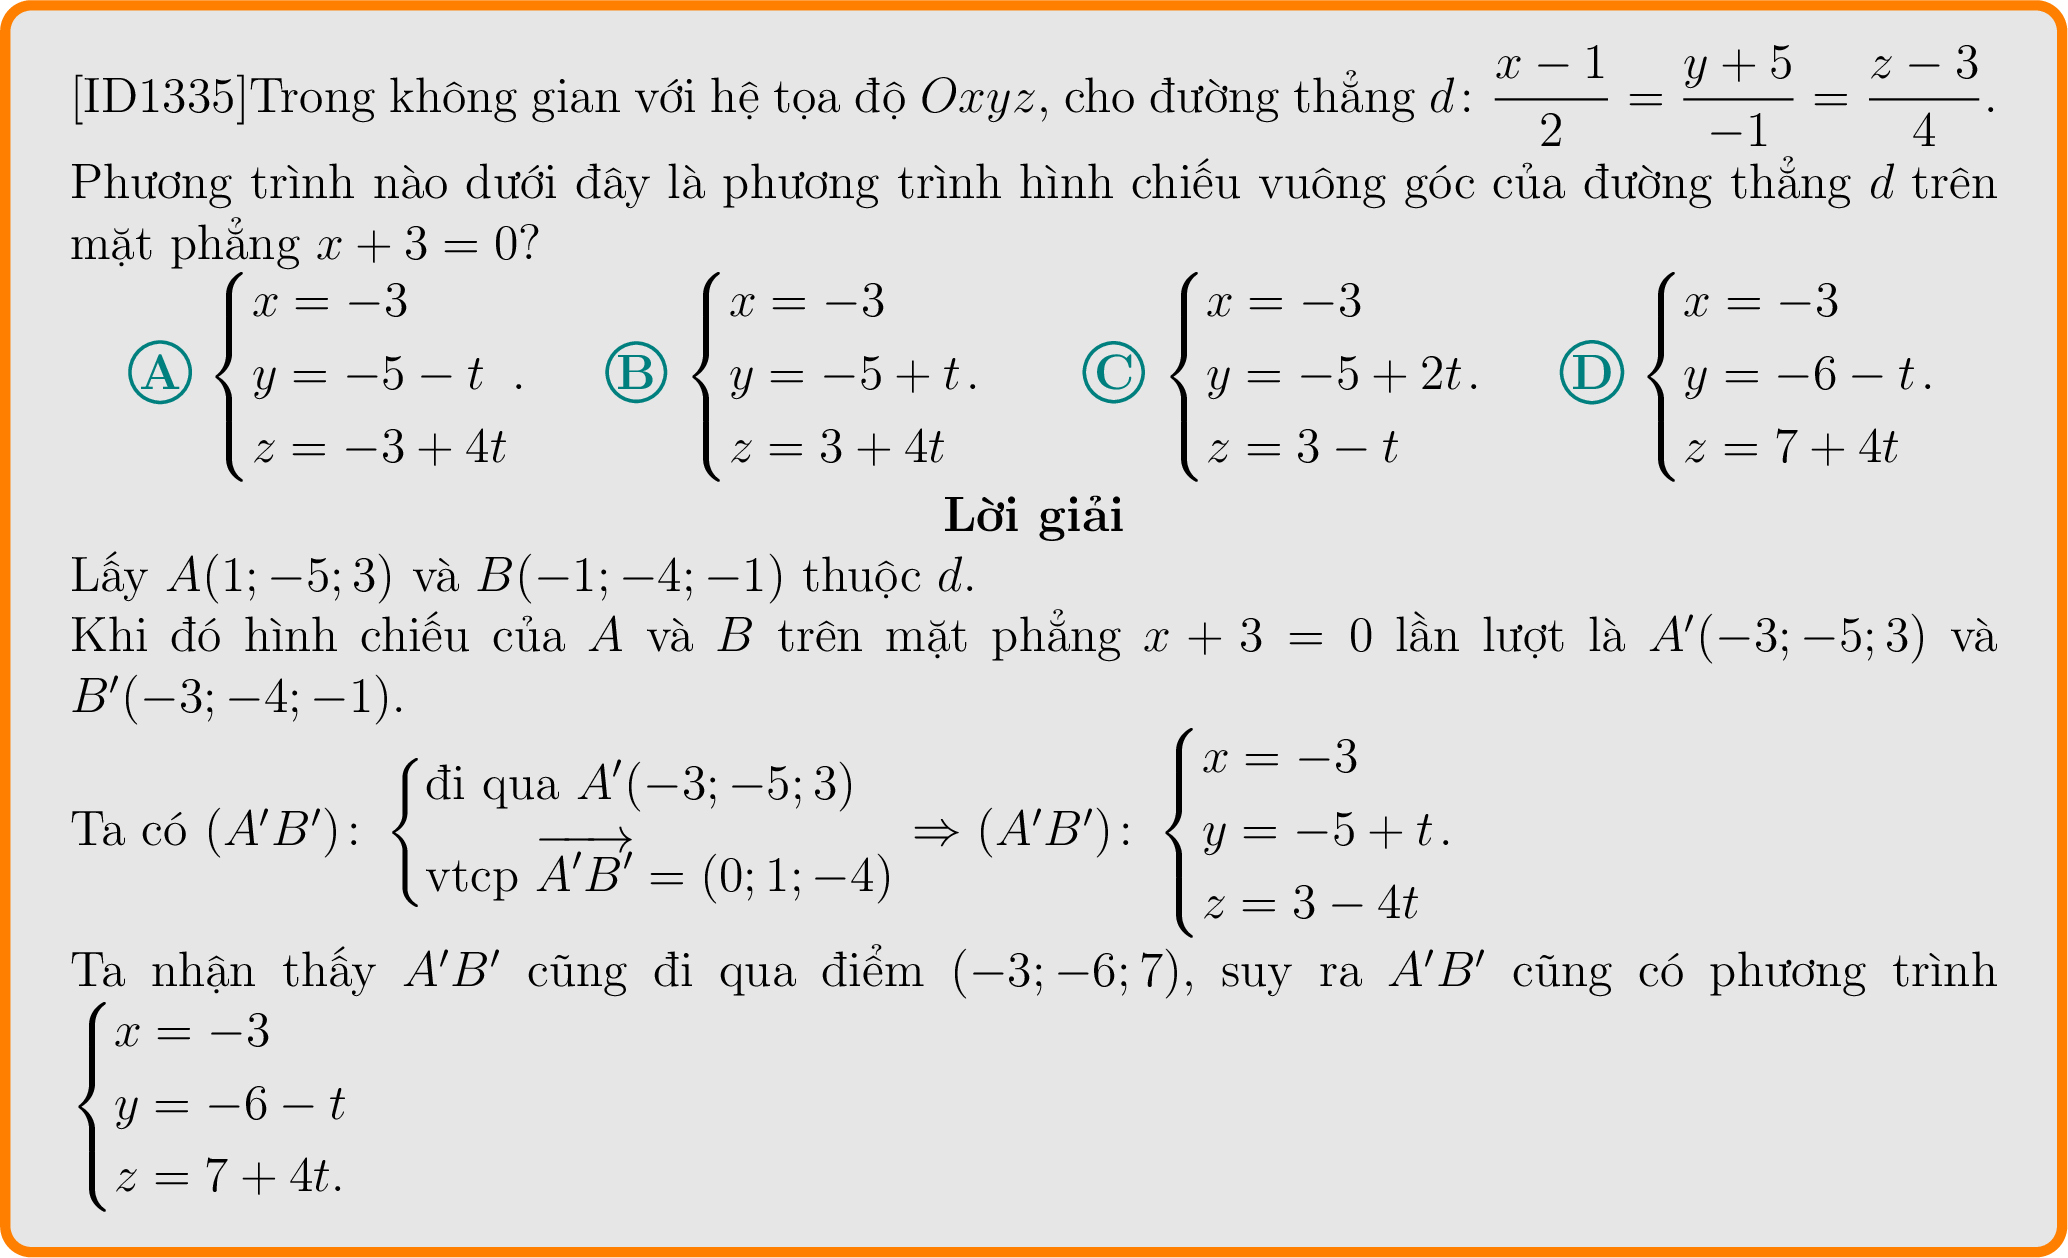 [ID1335]Trong không gian với hệ tọa độ Oxyz, cho đường thẳng d: \frac{x-1}{2} = \frac{y+5}{-1} = \frac{z-3}{4}.
Phương trình nào dưới đây là phương trình hình chiếu vuông góc của đường thẳng d trên
mặt phẳng x + 3 = 0?
A \begin{cases} x = -3 \\ y = -5 - t \\ z = -3 + 4t \end{cases}. B \begin{cases} x = -3 \\ y = -5 + t \\ z = 3 + 4t \end{cases}. C \begin{cases} x = -3 \\ y = -5 + 2t \\ z = 3 - t \end{cases}. D \begin{cases} x = -3 \\ y = -6 - t \\ z = 7 + 4t \end{cases}.
Lời giải
Lấy A(1; −5; 3) và B(−1; −4; −1) thuộc d.
Khi đó hình chiếu của A và B trên mặt phẳng x + 3 = 0 lần lượt là A′(−3; −5; 3) và
B′(−3; −4; −1).
Ta có (A′B′): \begin{cases} đi qua A′(−3; −5; 3) \\ vtcp \overrightarrow{A′B′} = (0; 1; −4) \end{cases} ⇒ (A′B′): \begin{cases} x = -3 \\ y = -5 + t \\ z = 3 - 4t \end{cases}.
Ta nhận thấy A′B′ cũng đi qua điểm (−3; −6; 7), suy ra A′B′ cũng có phương trình
\begin{cases} x = -3 \\ y = -6 - t \\ z = 7 + 4t. \end{cases}